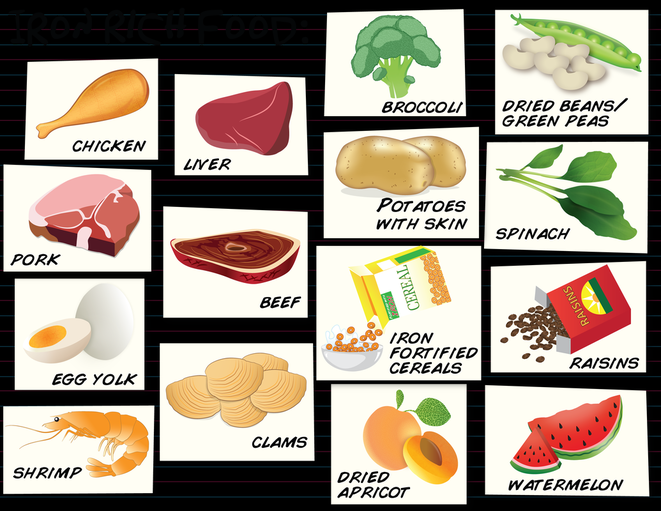 Iron Rich Food:
CHICKEN
LIVER
BROCCOLI
DRIED BEANS/
GREEN PEAS
PORK
BEEF
POTATOES
WITH SKIN
SPINACH
EGG YOLK
CLAMS
CEREAL
IRON
FORTIFIED
CEREALS
RAISINS
RAISINS
SHRIMP
DRIED
APRICOT
WATERMELON